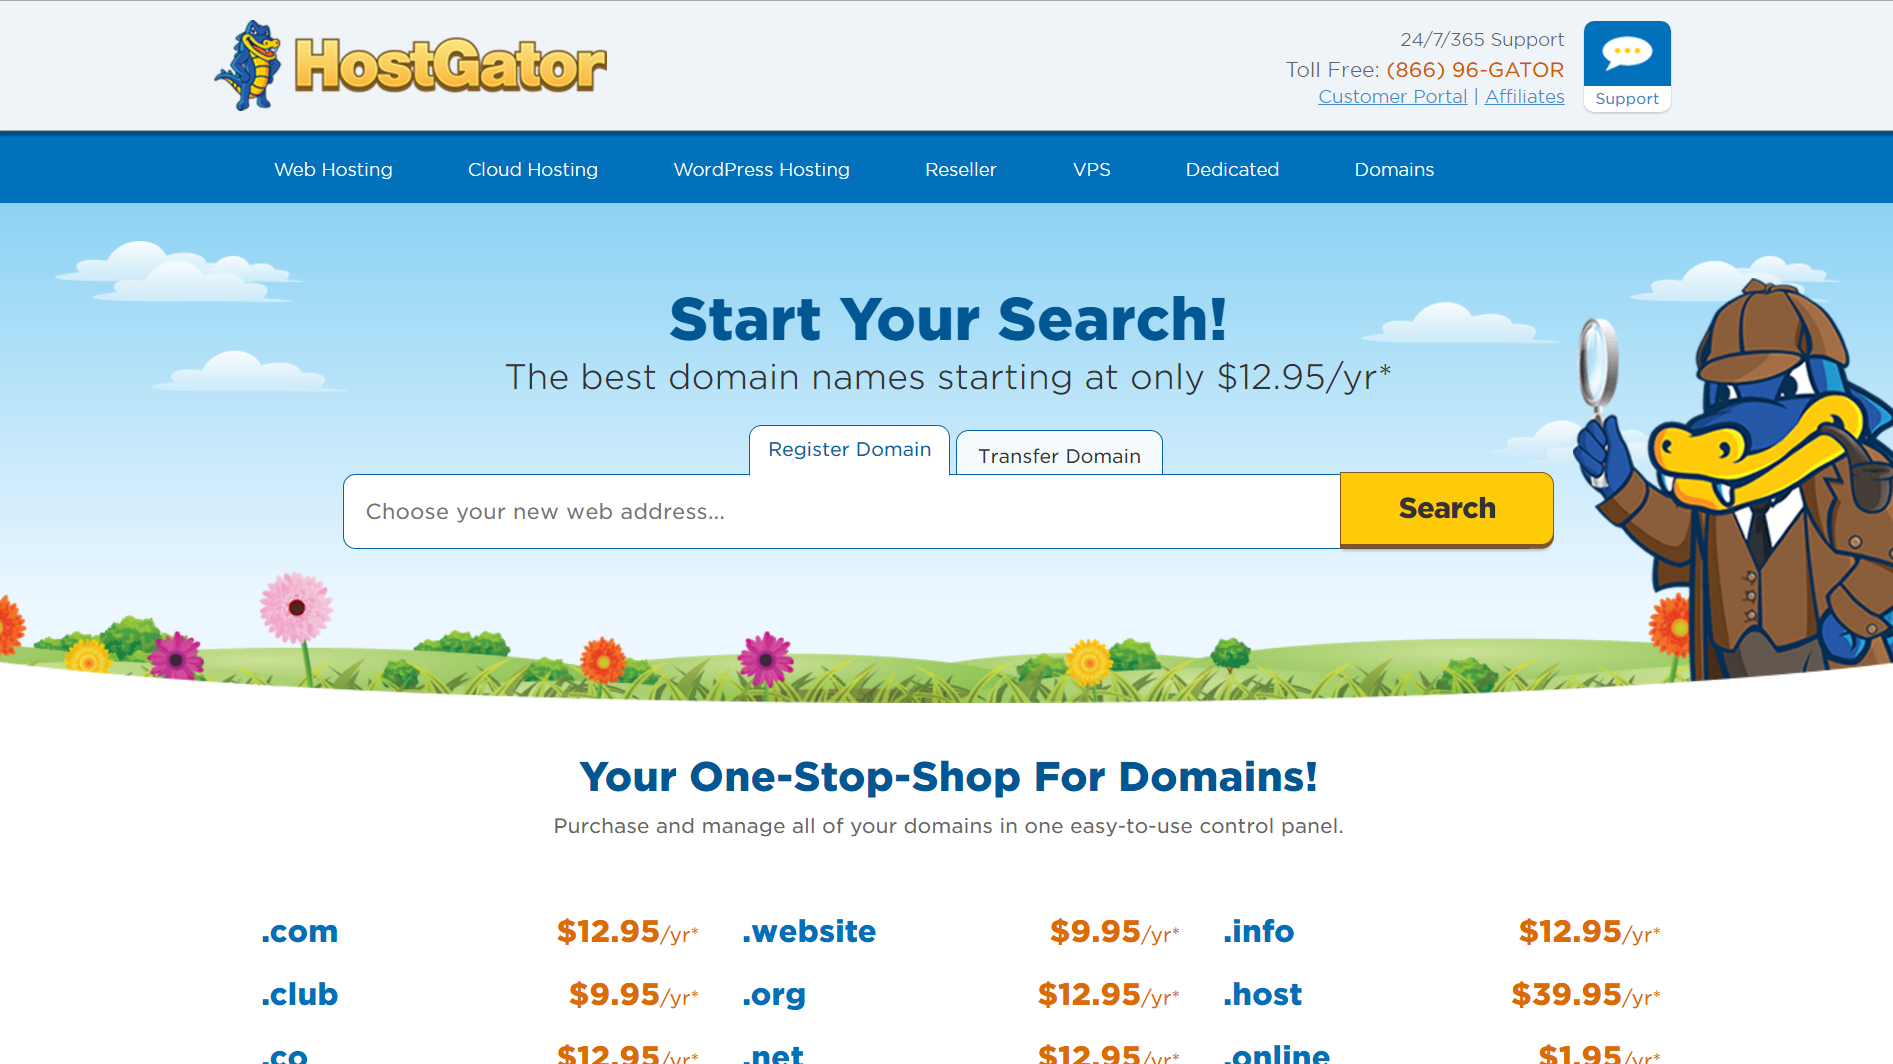 HostGator
24/7/365 Support
Toll Free: (866) 96-GATOR
Customer Portal | Affiliates
Support
Web Hosting Cloud Hosting WordPress Hosting Reseller VPS Dedicated Domains
Start Your Search!
The best domain names starting at only $12.95/yr*
Register Domain Transfer Domain
Choose your new web address... Search
Your One-Stop-Shop For Domains!
Purchase and manage all of your domains in one easy-to-use control panel.
.com $12.95/yr* .website $9.95/yr* .info $12.95/yr*
.club $9.95/yr* .org $12.95/yr* .host $39.95/yr*
.co $12.95/yr* .net $12.95/yr* .online $1.95/yr*